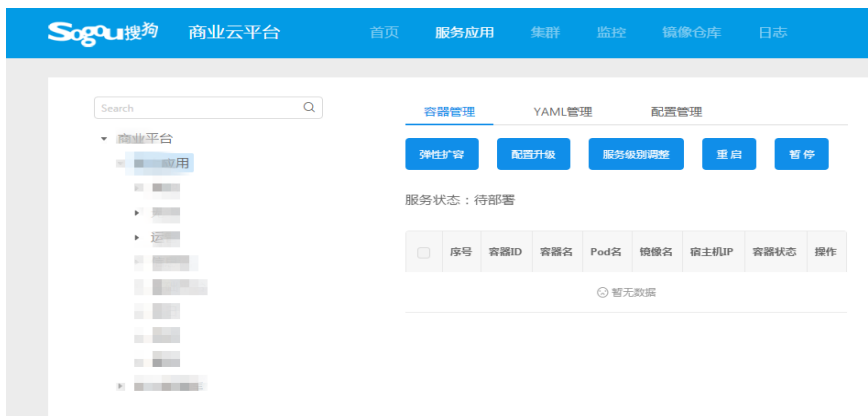 Sogou搜狗 商业云平台 首页 服务应用 集群 监控 镜像仓库 日志
Search
商业平台
应用
运
容器管理 YAML管理 配置管理
弹性扩容 配置升级 服务级别调整 重启 暂停
服务状态：待部署
序号 容器ID 容器名 Pod名 镜像名 宿主机IP 容器状态 操作
暂无数据